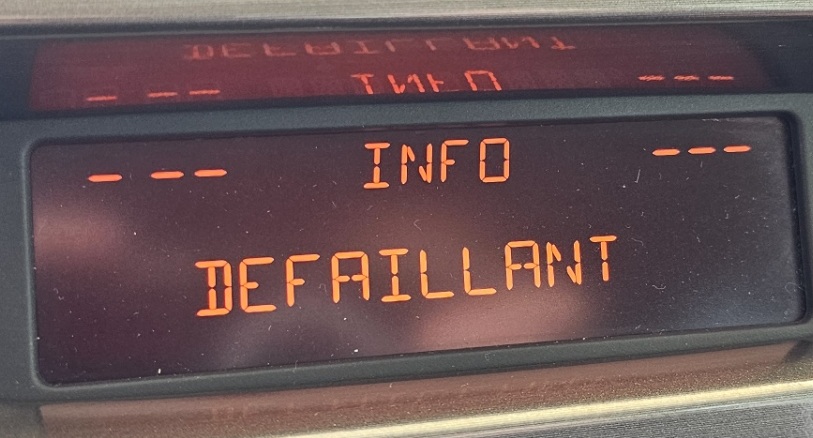 - --- INFO ---
DEFAILLANT